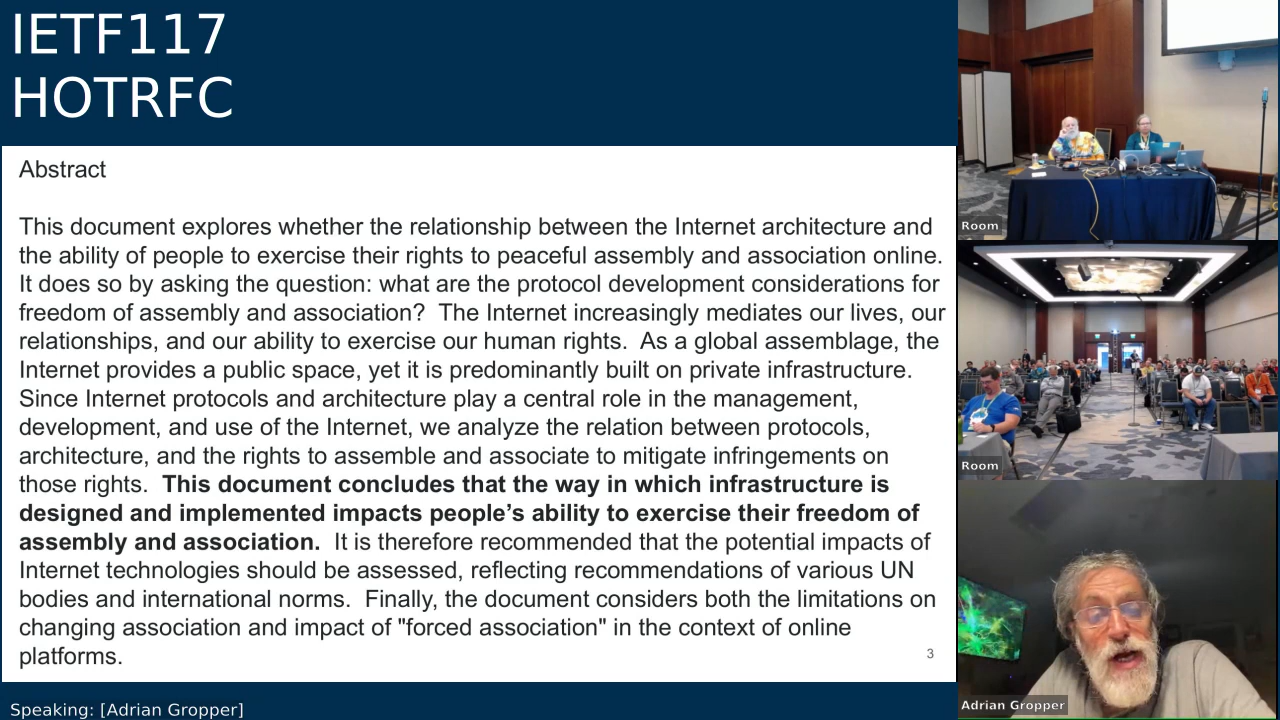 IETF117
HOTRFC
Abstract
This document explores whether the relationship between the Internet architecture and
the ability of people to exercise their rights to peaceful assembly and association online.
It does so by asking the question: what are the protocol development considerations for
freedom of assembly and association?  The Internet increasingly mediates our lives, our
relationships, and our ability to exercise our human rights.  As a global assemblage, the
Internet provides a public space, yet it is predominantly built on private infrastructure.
Since Internet protocols and architecture play a central role in the management,
development, and use of the Internet, we analyze the relation between protocols,
architecture, and the rights to assemble and associate to mitigate infringements on
those rights.  This document concludes that the way in which infrastructure is
designed and implemented impacts people’s ability to exercise their freedom of
assembly and association.  It is therefore recommended that the potential impacts of
Internet technologies should be assessed, reflecting recommendations of various UN
bodies and international norms.  Finally, the document considers both the limitations on
changing association and impact of "forced association" in the context of online
platforms.
3
Speaking: [Adrian Gropper]
Room
Room
Adrian Gropper